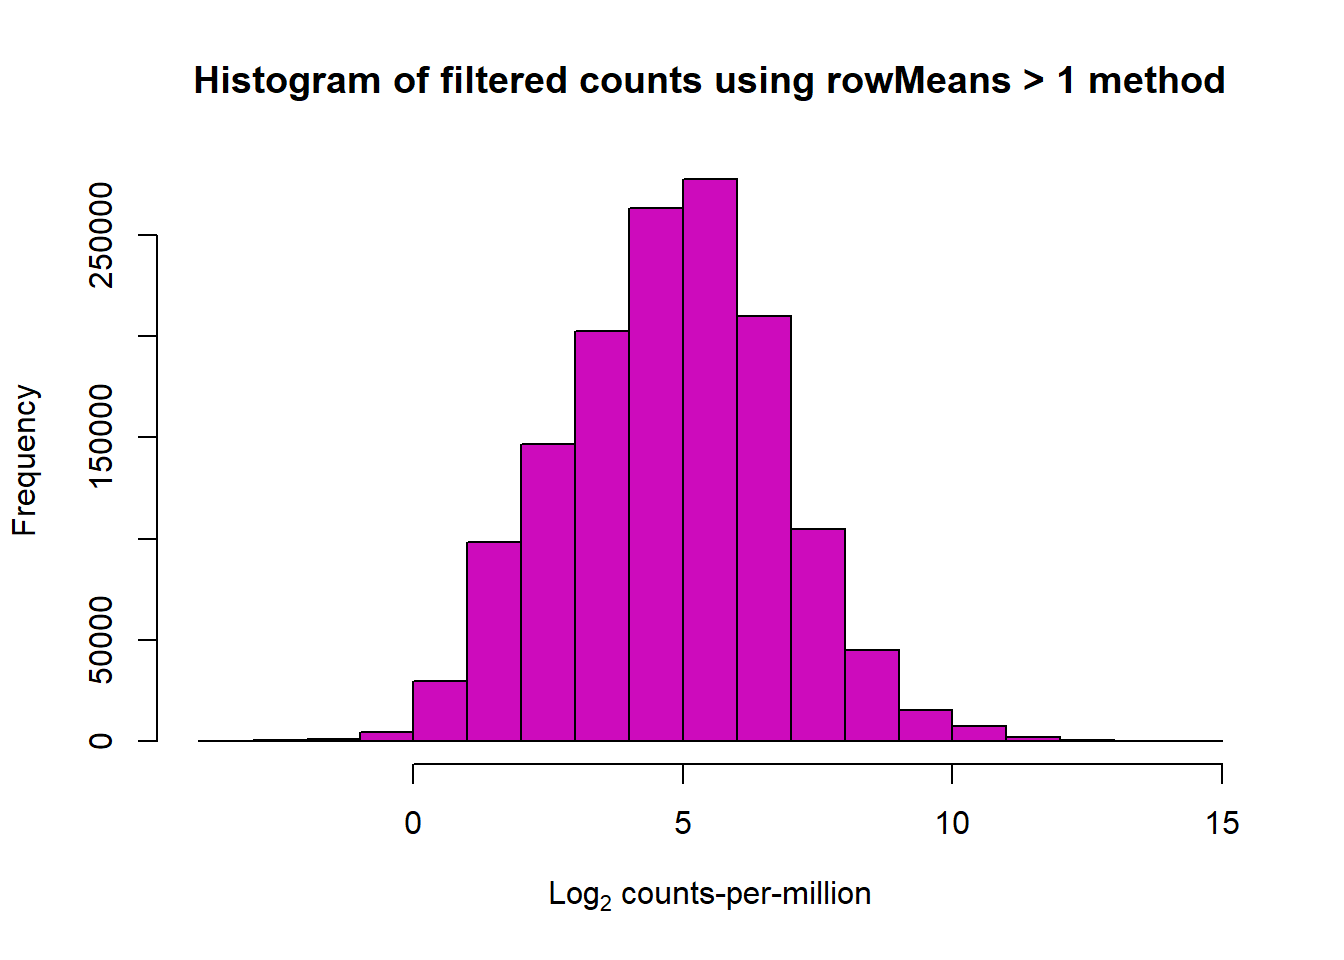 Histogram of filtered counts using rowMeans > 1 method
Frequency
250000
150000
50000
0
0 5 10 15
Log₂ counts-per-million